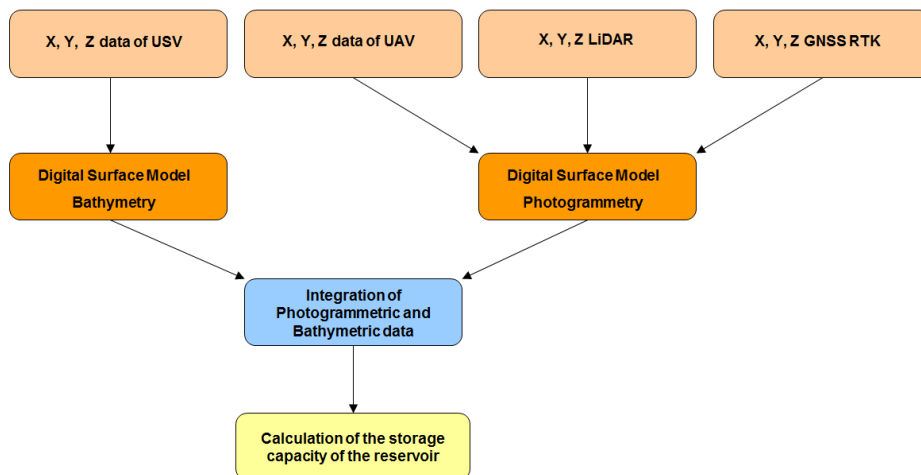 X, Y, Z data of USV
X, Y, Z data of UAV
X, Y, Z LiDAR
X, Y, Z GNSS RTK
Digital Surface Model
Bathymetry
Digital Surface Model
Photogrammetry
Integration of
Photogrammetric and
Bathymetric data
Calculation of the storage
capacity of the reservoir